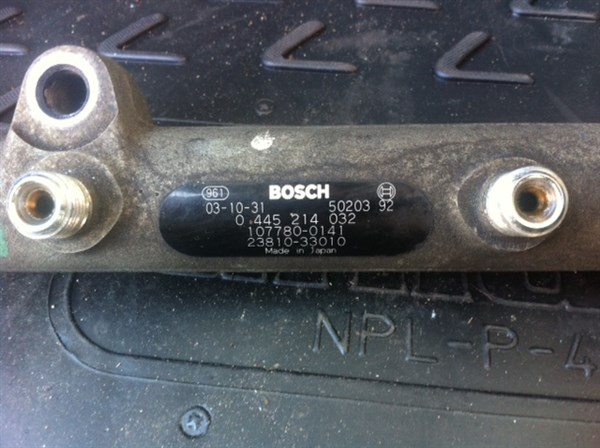 961 BOSCH
03-10-31 50203 92
0 445 214 032
107780-0141
23810-33010
Made in Japan
NPL-P-4